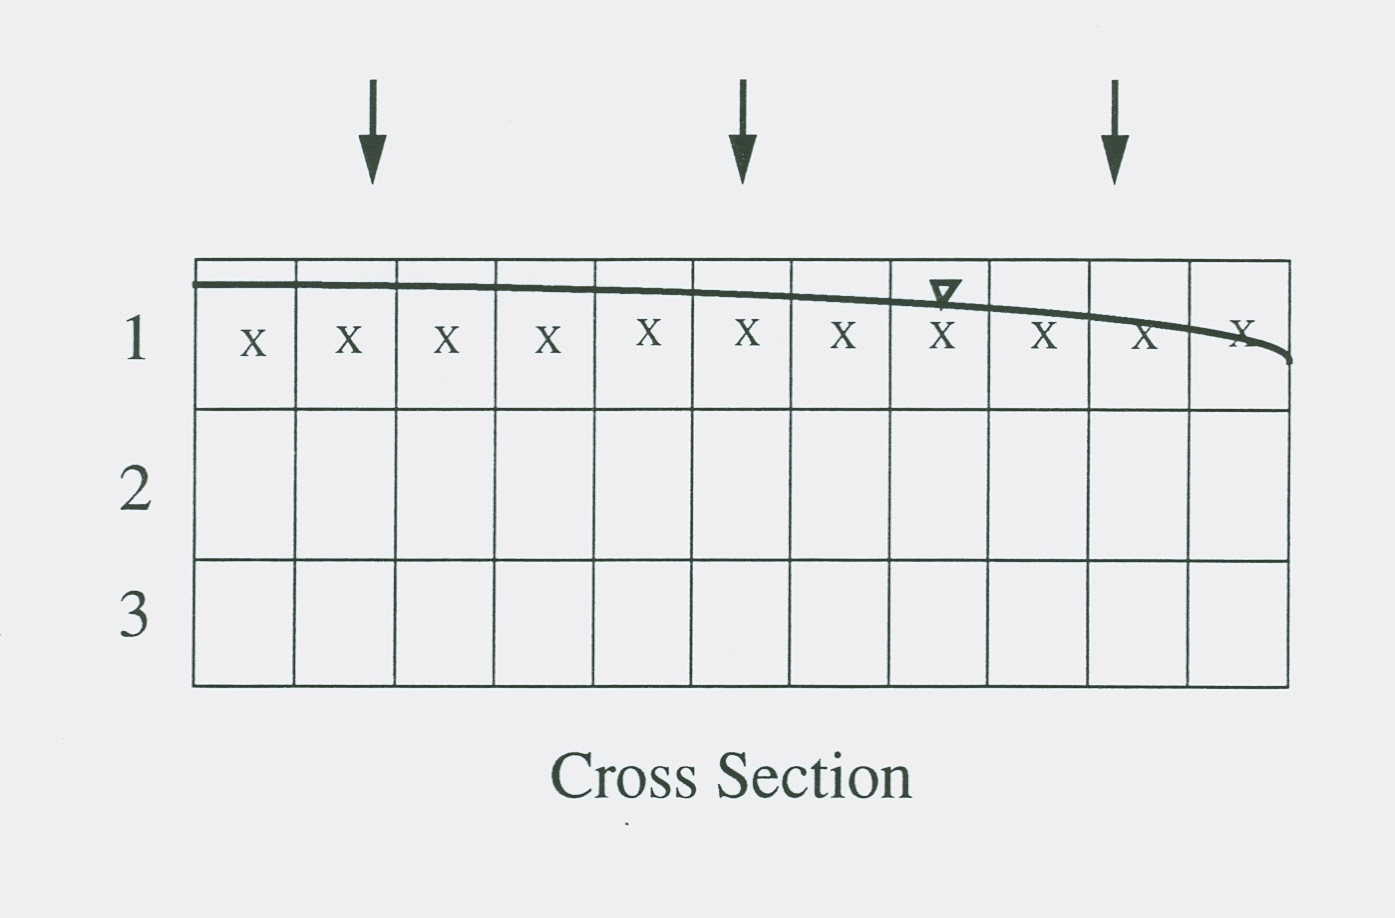 1 X X X X X X X X X X X
2
3
Cross Section